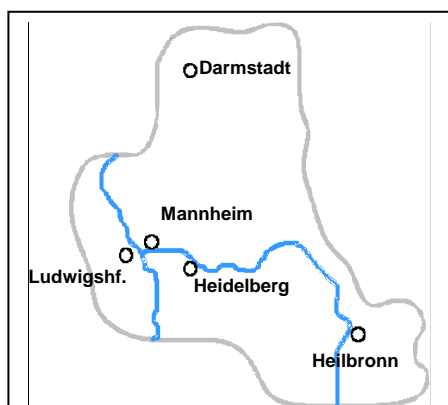 Darmstadt
Mannheim
Ludwigshf.
Heidelberg
Heilbronn